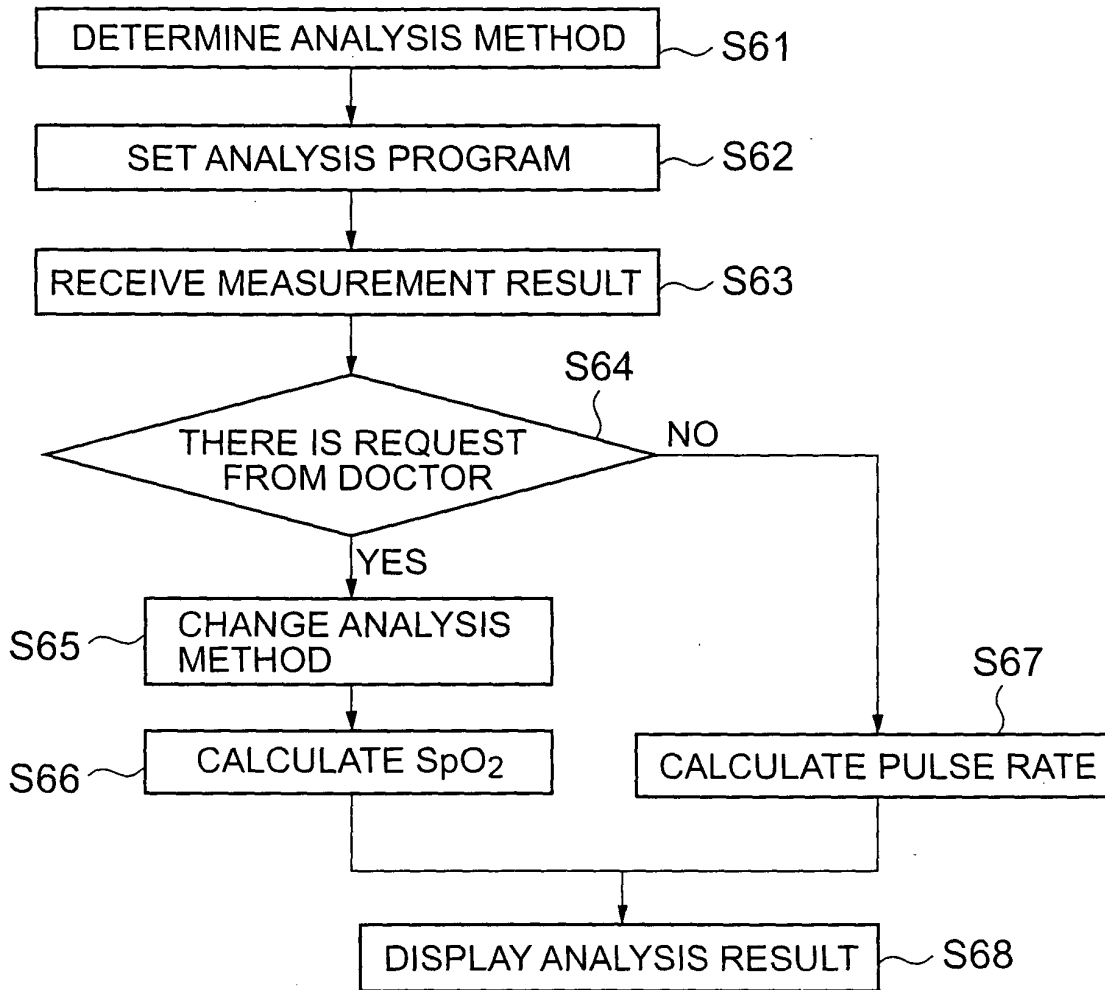 DETERMINE ANALYSIS METHOD
S61
SET ANALYSIS PROGRAM
S62
RECEIVE MEASUREMENT RESULT
S63
S64
THERE IS REQUEST
FROM DOCTOR
NO
YES
S65
CHANGE ANALYSIS
METHOD
S67
S66
CALCULATE SpO₂
CALCULATE PULSE RATE
DISPLAY ANALYSIS RESULT
S68